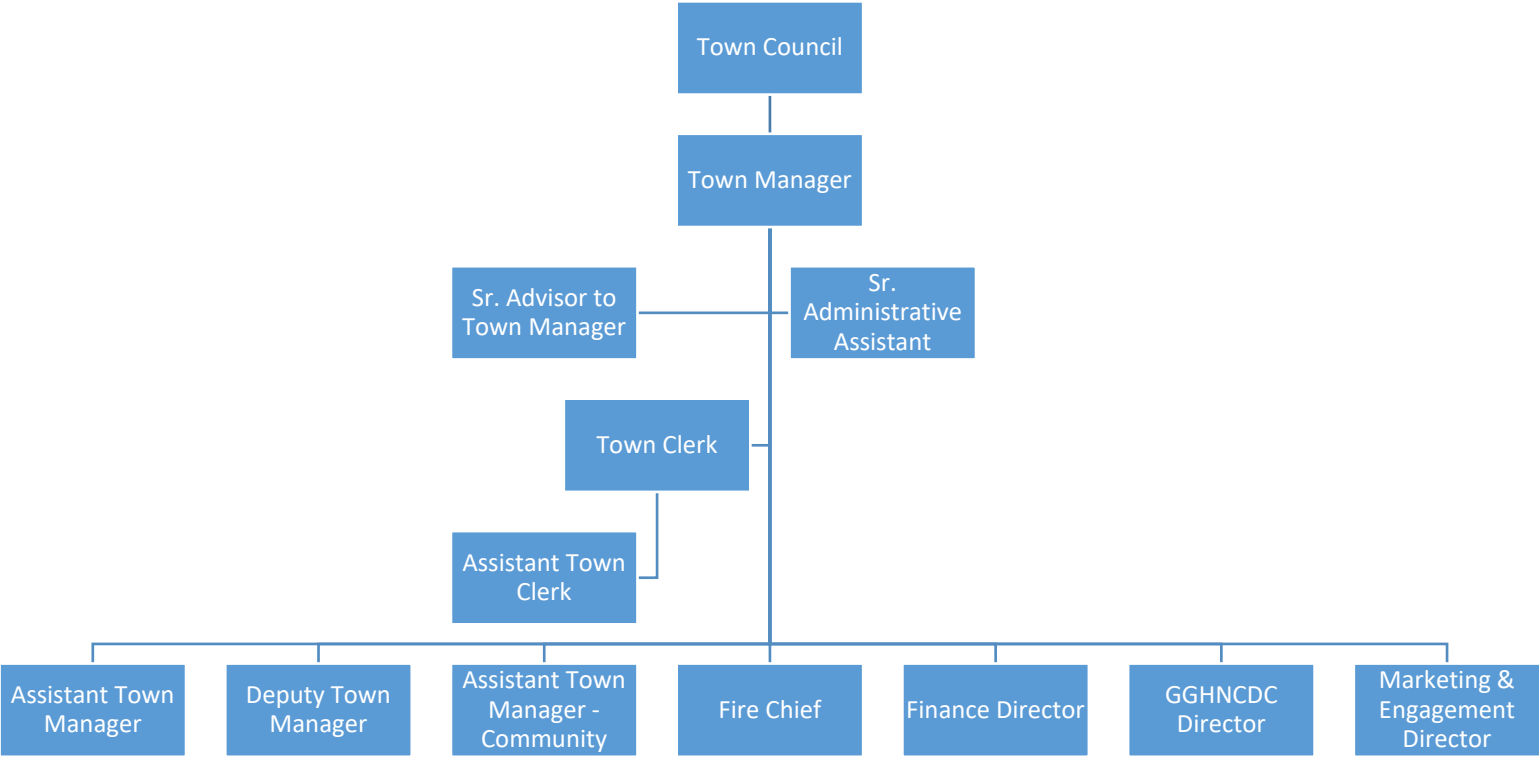 Town Council
Town Manager
Sr. Advisor to
Town Manager
Sr.
Administrative
Assistant
Town Clerk
Assistant Town
Clerk
Assistant Town
Manager
Deputy Town
Manager
Assistant Town
Manager -
Community
Fire Chief
Finance Director
GGHNCDC
Director
Marketing &
Engagement
Director